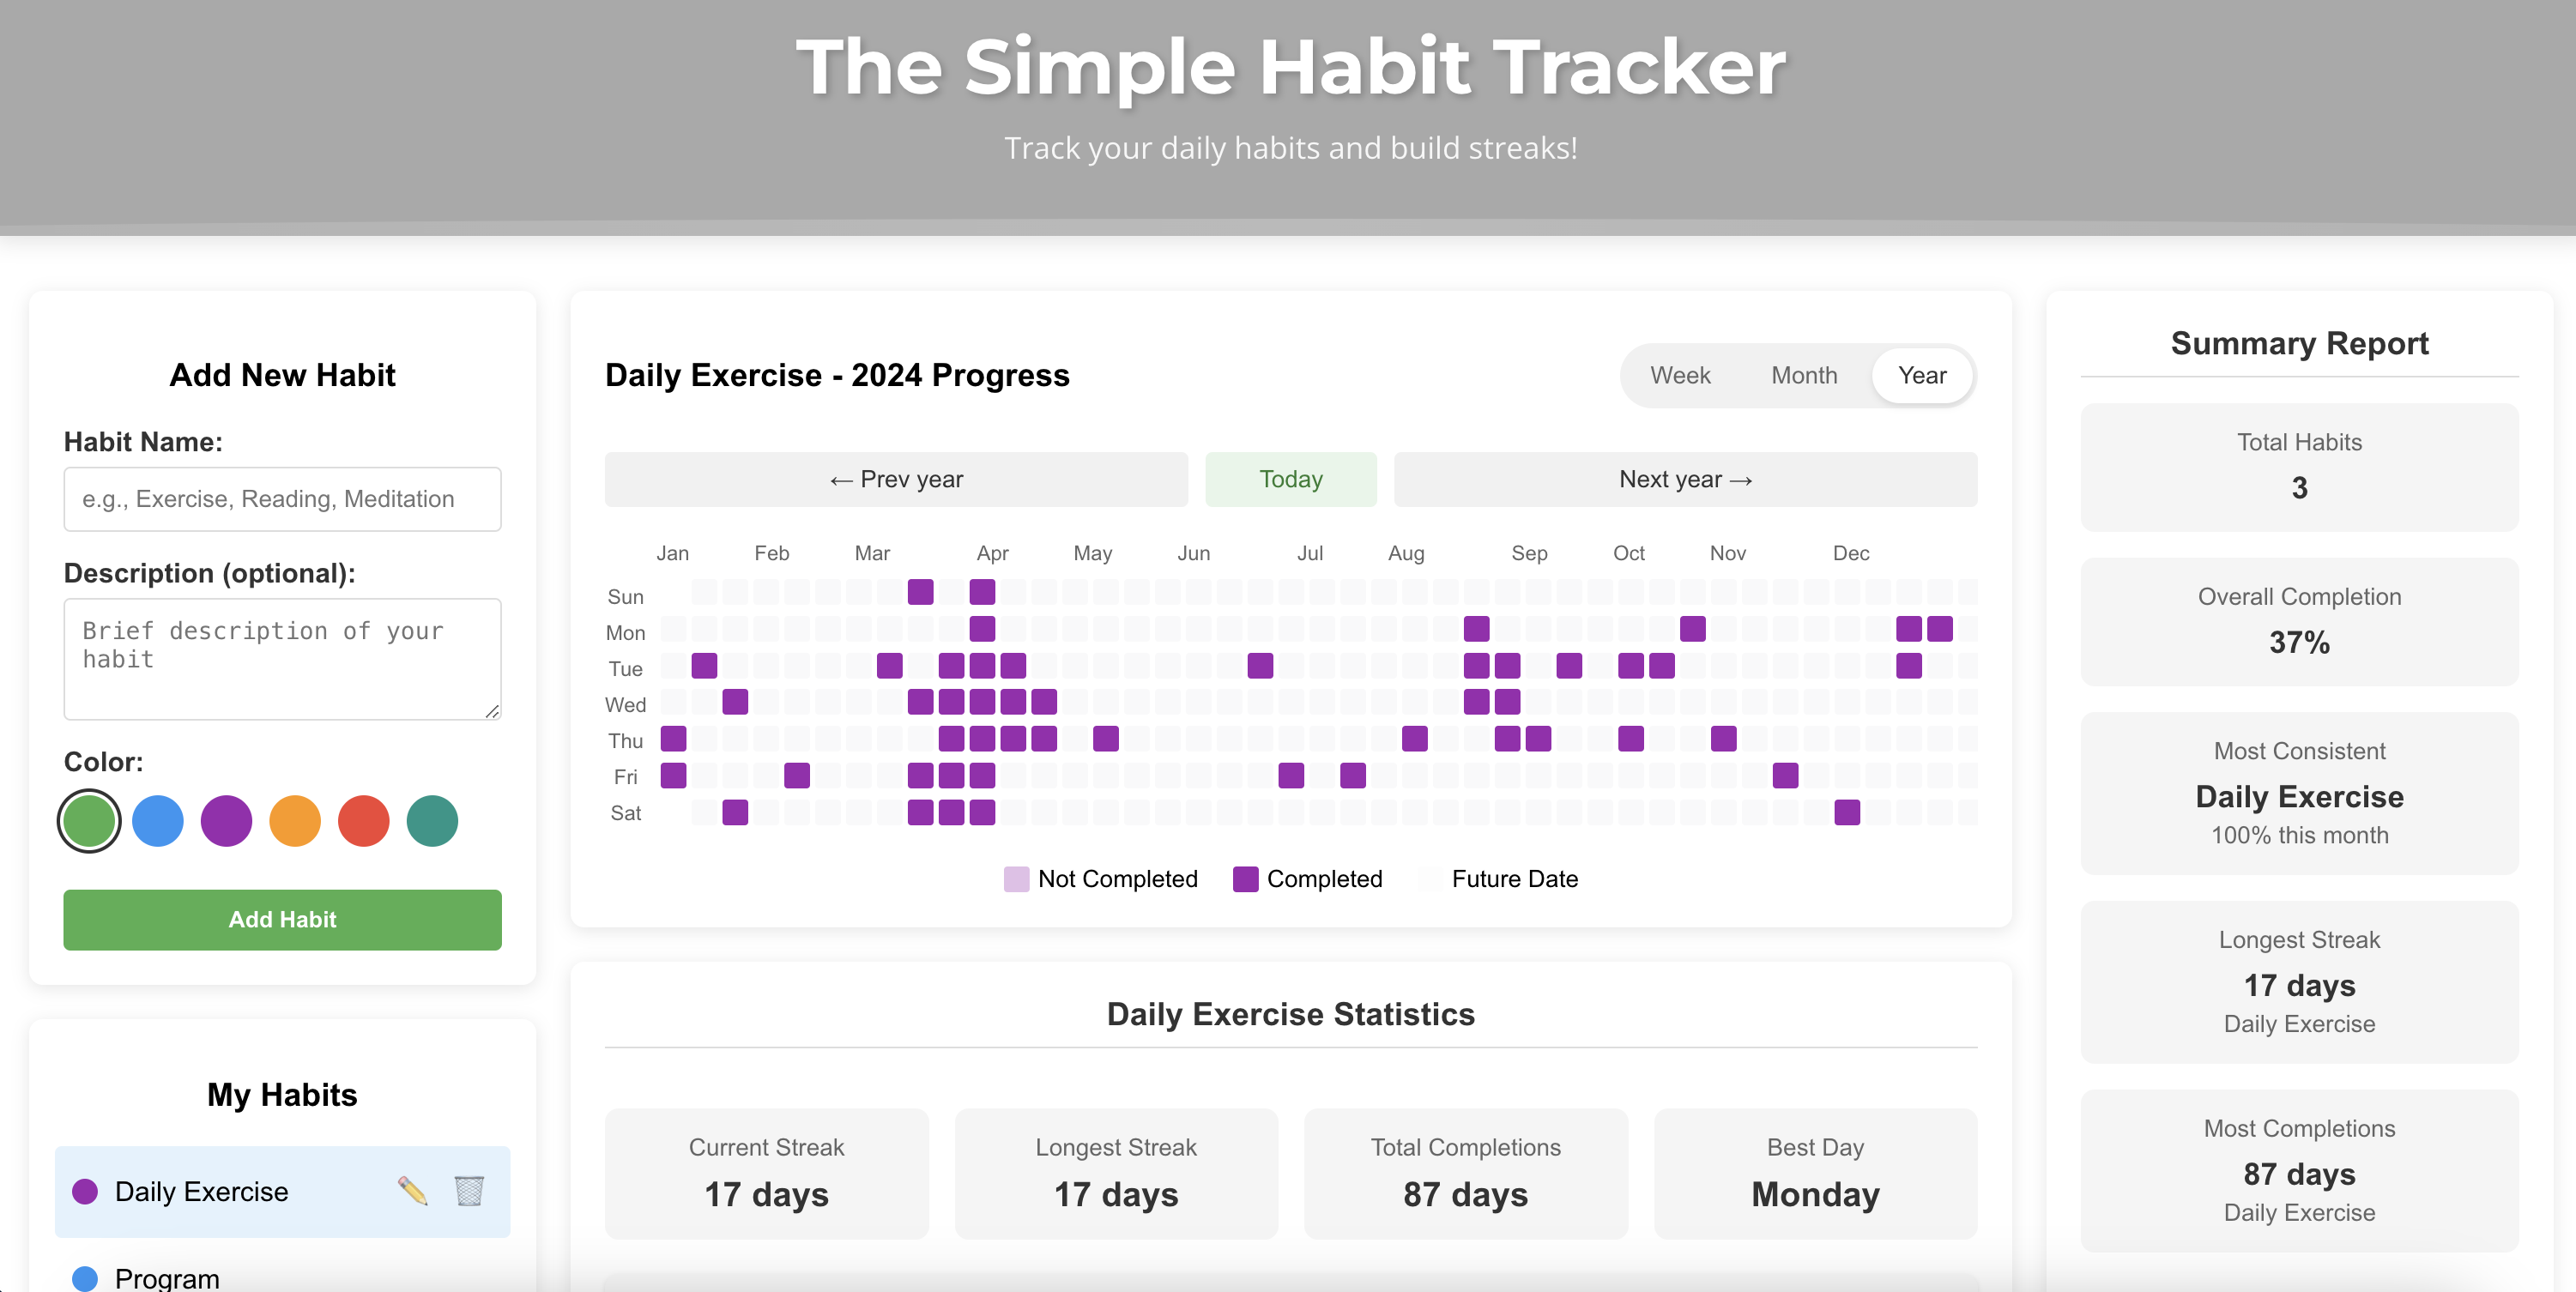 The Simple Habit Tracker
Track your daily habits and build streaks!
Add New Habit
Habit Name:
e.g., Exercise, Reading, Meditation
Description (optional):
Brief description of your
habit
Color:
Add Habit
My Habits
Daily Exercise
Program
Daily Exercise - 2024 Progress
Week Month Year
← Prev year Today Next year →
Jan Feb Mar Apr May Jun Jul Aug Sep Oct Nov Dec
Sun
Mon
Tue
Wed
Thu
Fri
Sat
Not Completed Completed Future Date
Daily Exercise Statistics
Current Streak
17 days
Longest Streak
17 days
Total Completions
87 days
Best Day
Monday
Summary Report
Total Habits
3
Overall Completion
37%
Most Consistent
Daily Exercise
100% this month
Longest Streak
17 days
Daily Exercise
Most Completions
87 days
Daily Exercise